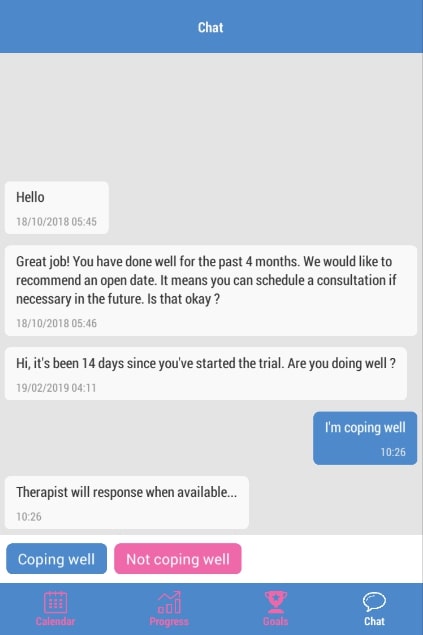 Chat
Hello
18/10/2018 05:45
Great job! You have done well for the past 4 months. We would like to
recommend an open date. It means you can schedule a consultation if
necessary in the future. Is that okay ?
18/10/2018 05:46
Hi, it's been 14 days since you've started the trial. Are you doing well ?
19/02/2019 04:11
I'm coping well
10:26
Therapist will response when available...
10:26
Coping well
Not coping well
Calendar
Progress
Goals
Chat